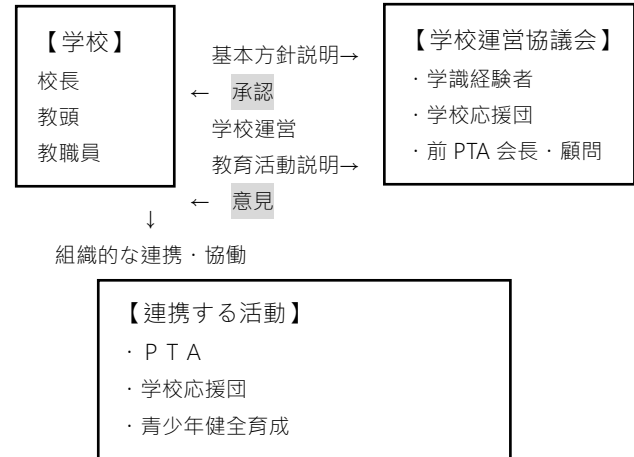 【学校】
校長
教頭
教職員
基本方針説明→
← 承認
学校運営
教育活動説明→
← 意見
【学校運営協議会】
・学識経験者
・学校応援団
・前 PTA 会長・顧問
↓
組織的な連携・協働
【連携する活動】
・ＰＴＡ
・学校応援団
・青少年健全育成